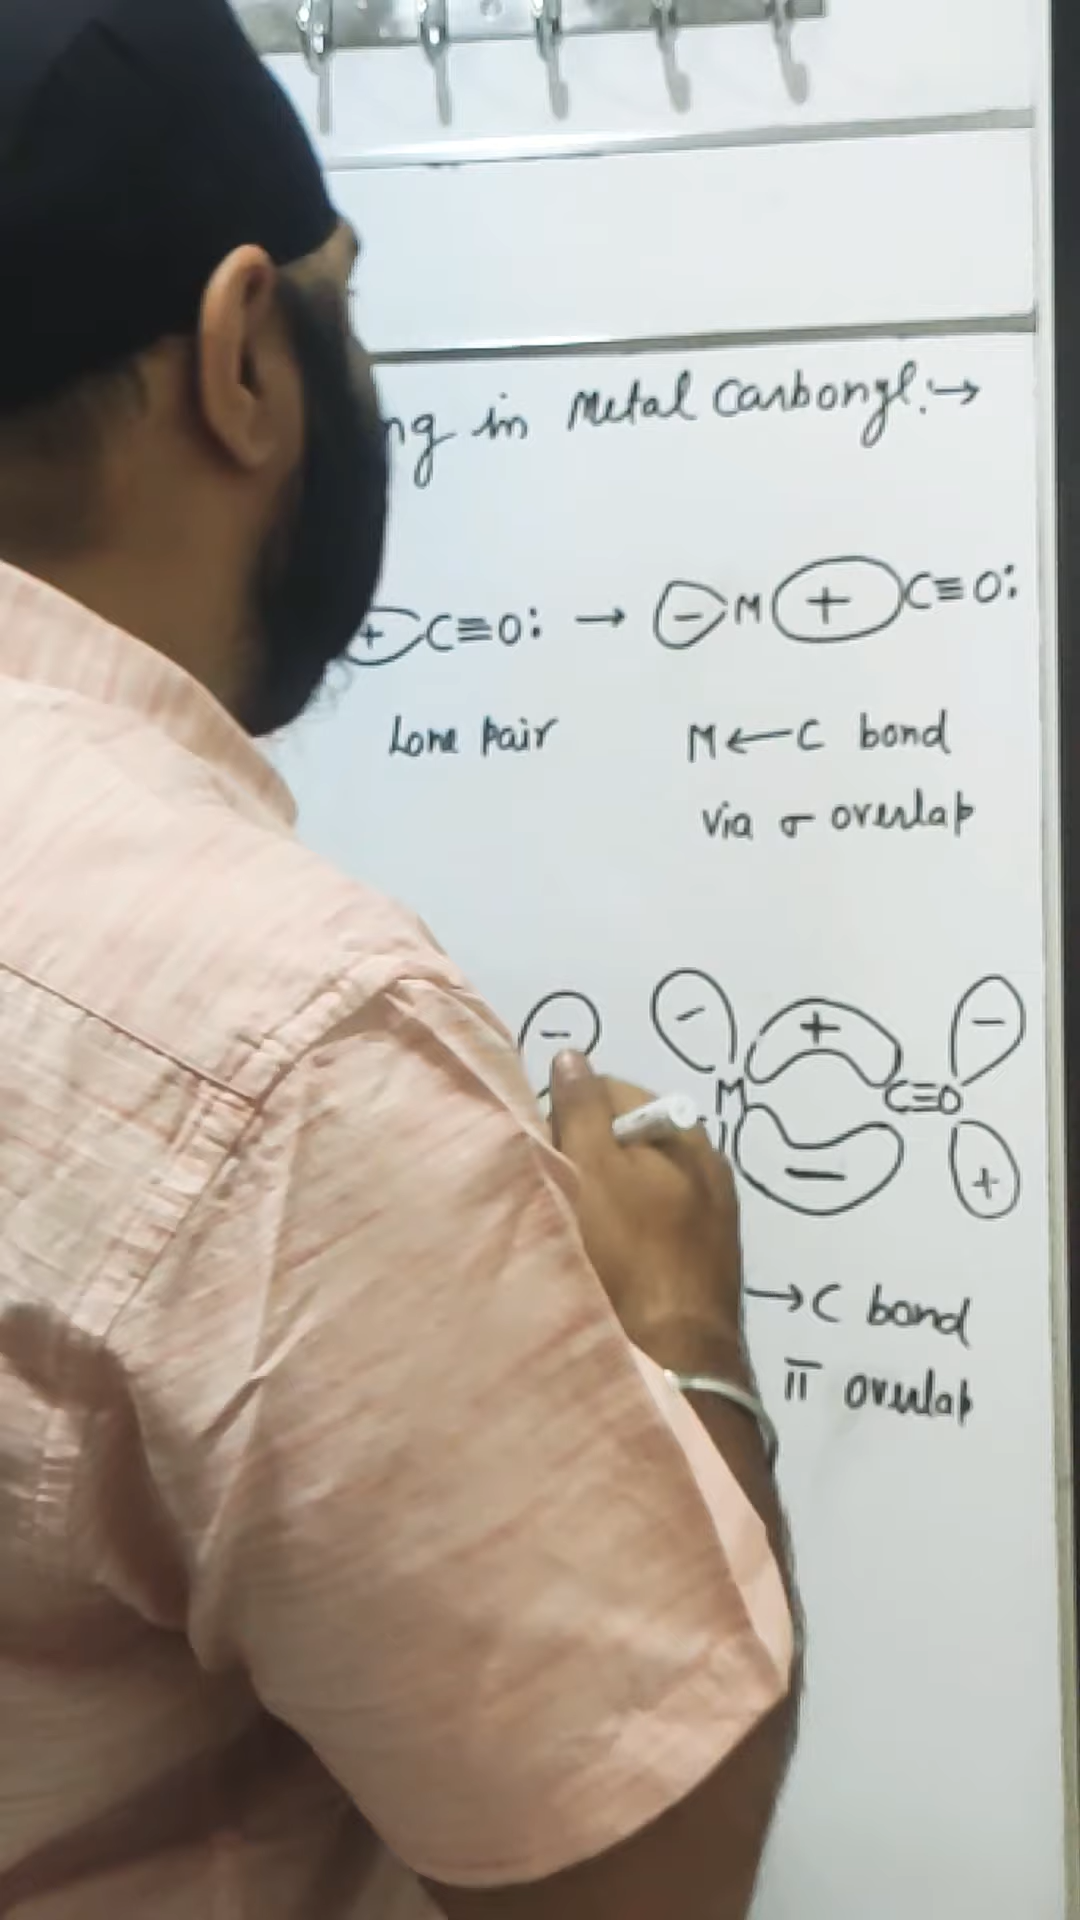 ng in Metal Carbonyl:→
+ C≡O: → - M + C≡O:
Lone pair
M←C bond
via σ overlap
- - + -
M C≡O
- +
→C bond
π overlap